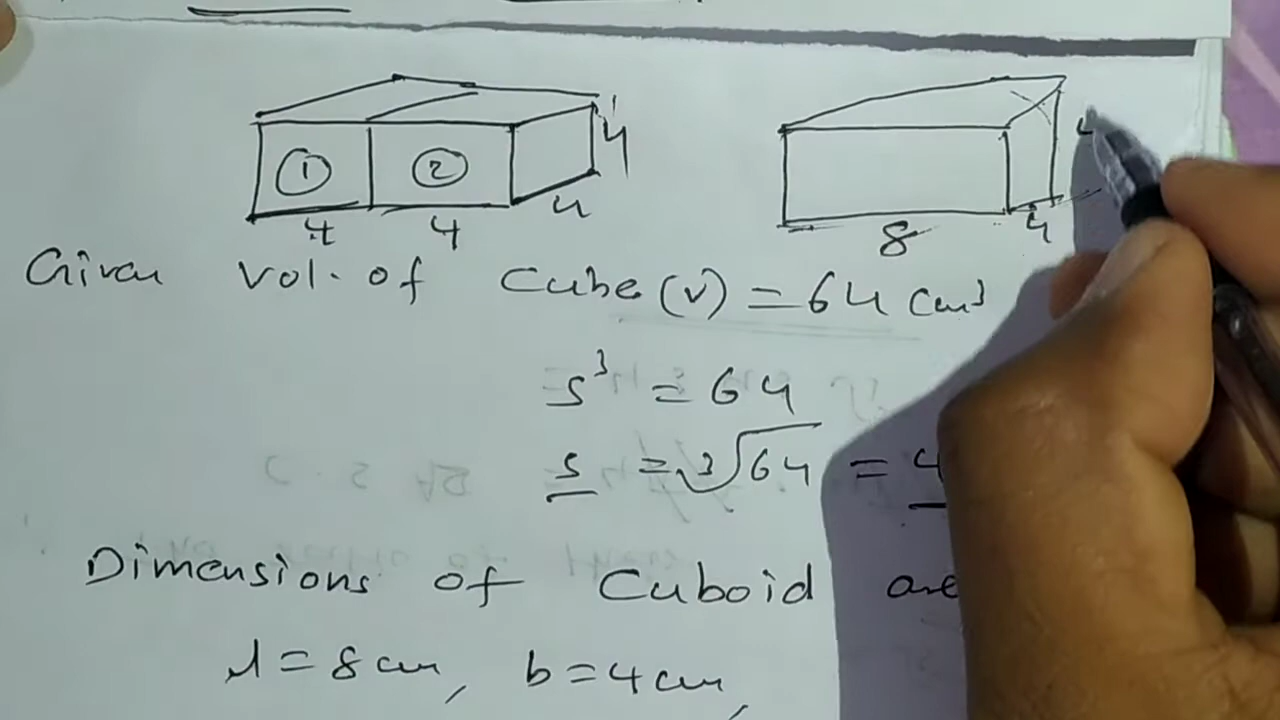 ① ② 4
4 4 4
8 4 4
Given Vol. of Cube (v) = 64 cm³
s³ = 64
s = ³√64 = 4
Dimensions of Cuboid are
l = 8 cm, b = 4 cm,